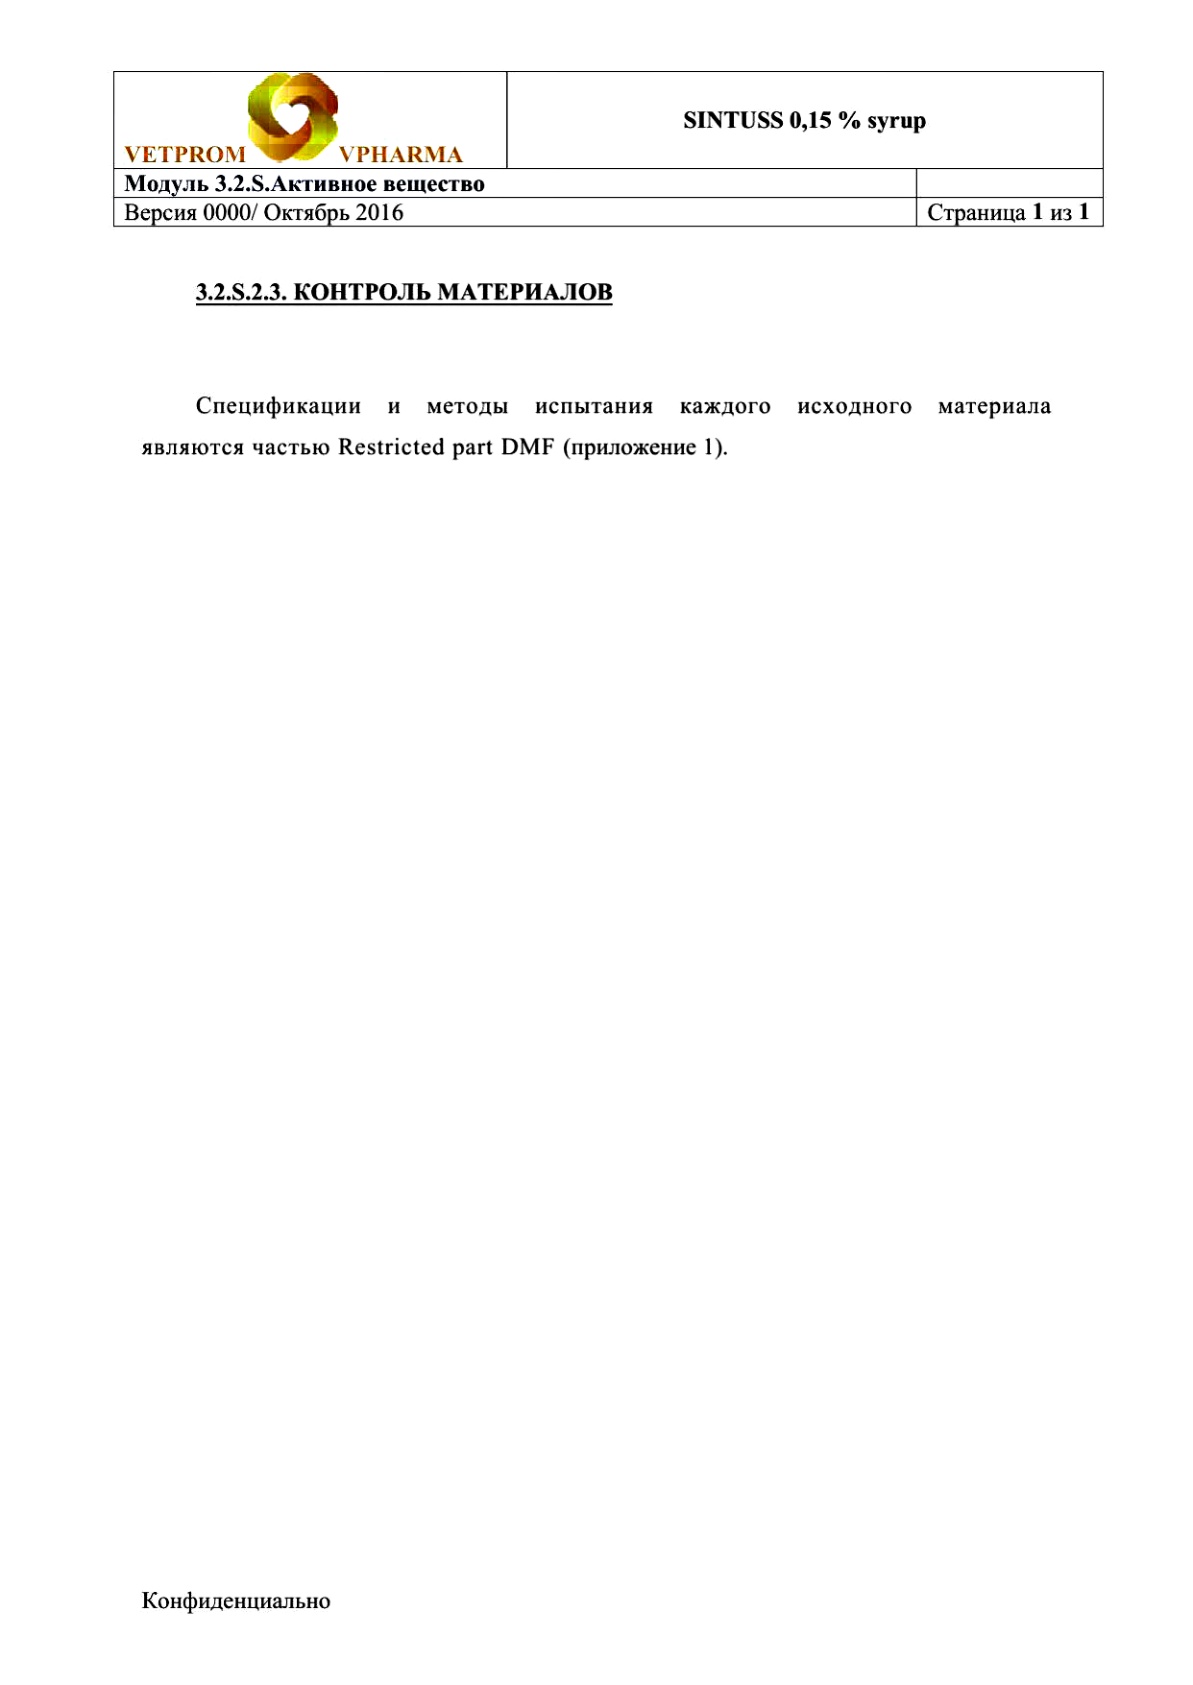 VETPROM VPHARMA
SINTUSS 0,15 % syrup
Модуль 3.2.S.Активное вещество
Версия 0000/ Октябрь 2016
Страница 1 из 1
3.2.S.2.3. КОНТРОЛЬ МАТЕРИАЛОВ
Спецификации и методы испытания каждого исходного материала
являются частью Restricted part DMF (приложение 1).
Конфиденциально